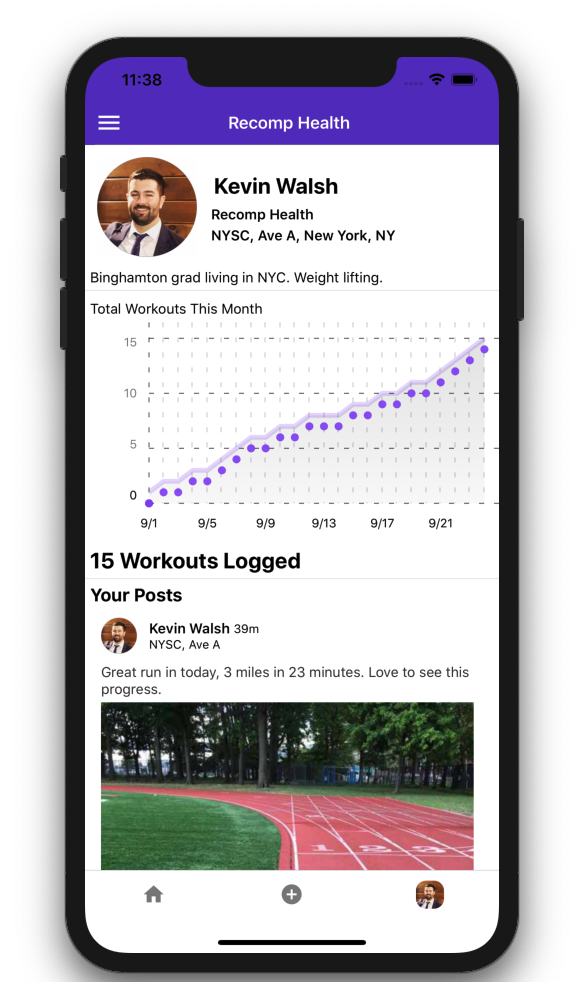 11:38
Recomp Health
Kevin Walsh
Recomp Health
NYSC, Ave A, New York, NY
Binghamton grad living in NYC. Weight lifting.
Total Workouts This Month
15
10
5
0
9/1 9/5 9/9 9/13 9/17 9/21
15 Workouts Logged
Your Posts
Kevin Walsh 39m
NYSC, Ave A
Great run in today, 3 miles in 23 minutes. Love to see this
progress.
1 2 3